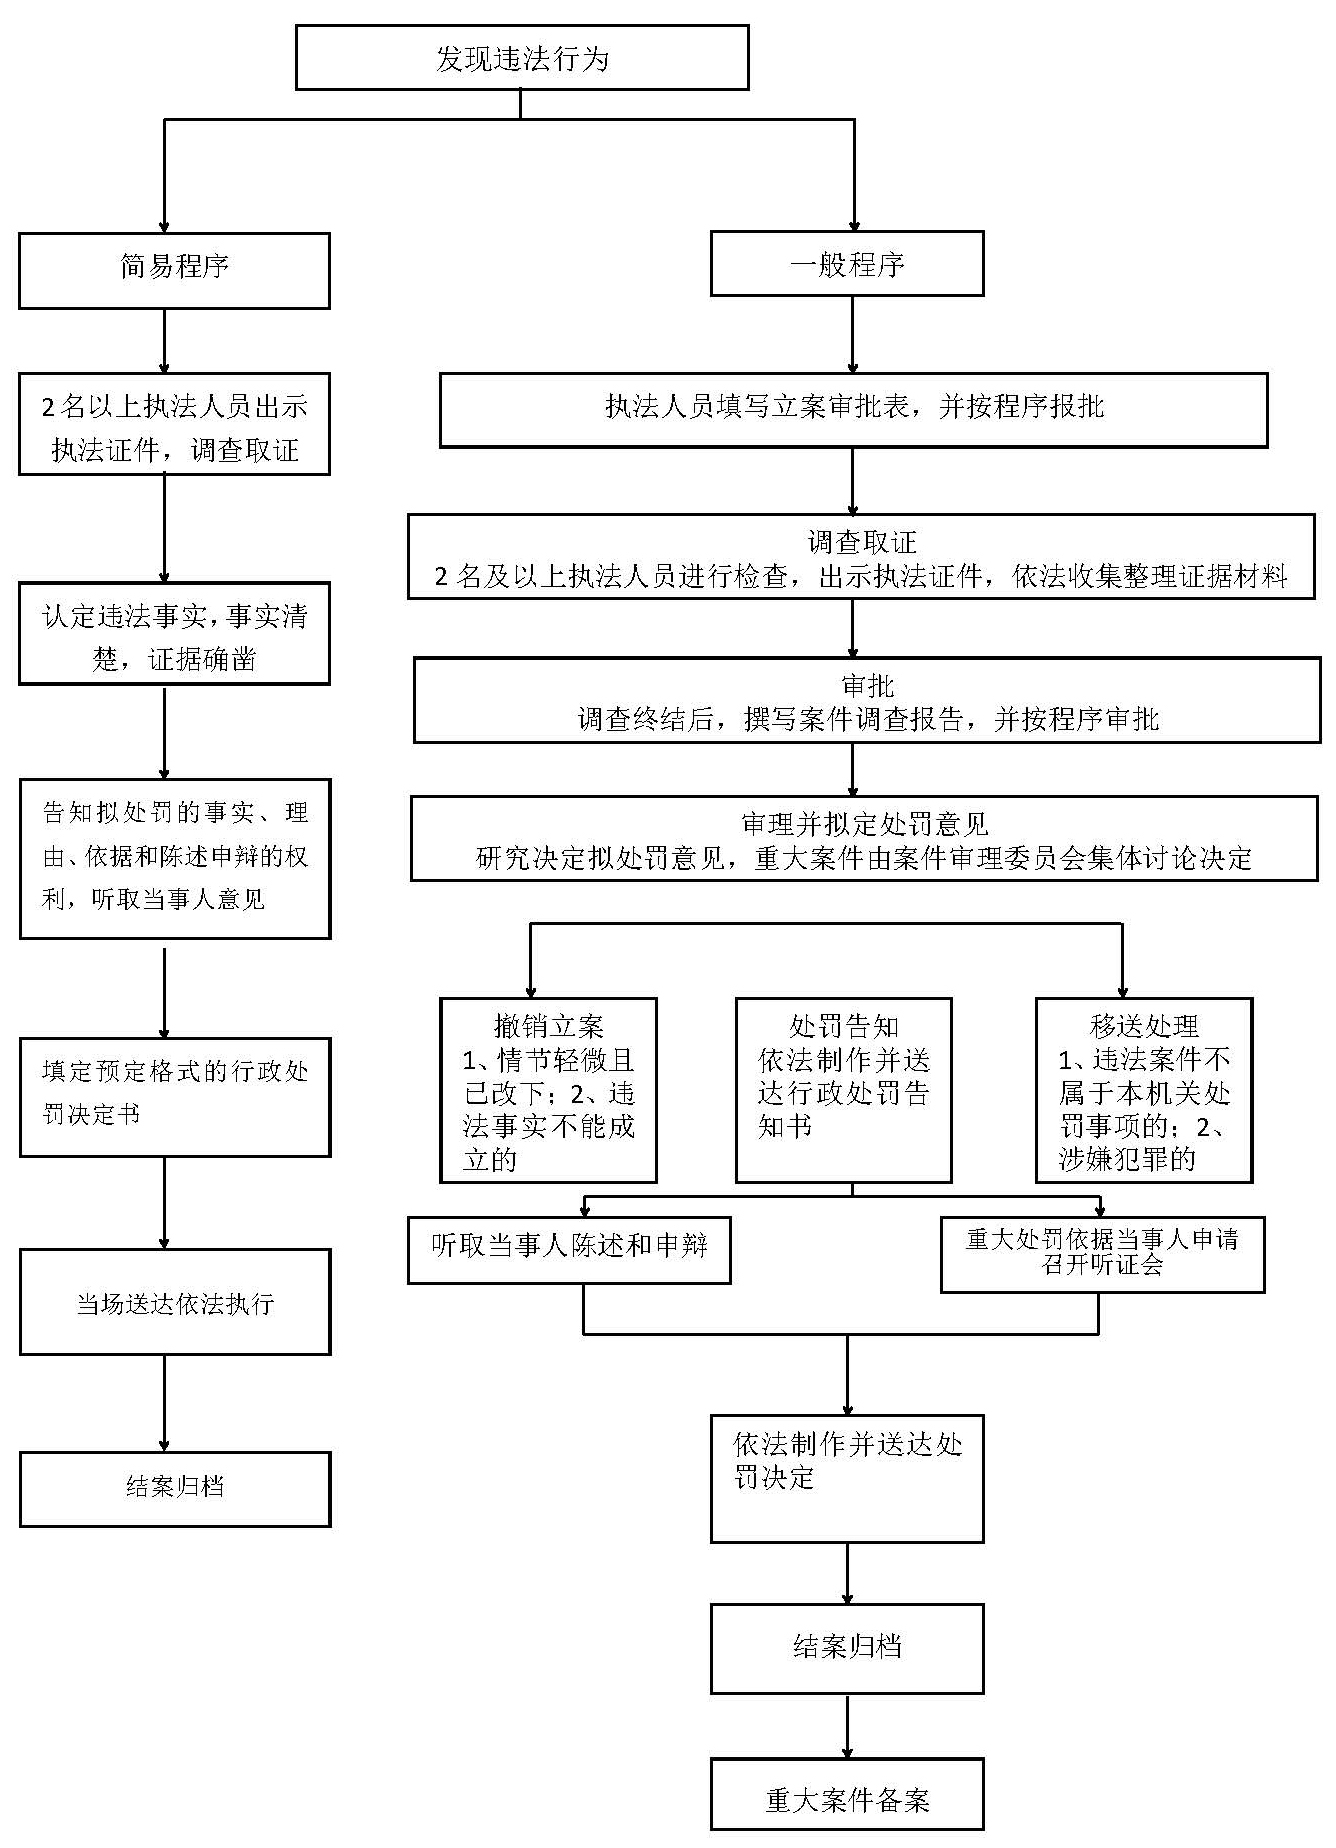 发现违法行为
简易程序
2名以上执法人员出示
执法证件，调查取证
认定违法事实，事实清
楚，证据确凿
告知拟处罚的事实、理
由、依据和陈述申辩的权
利，听取当事人意见
填定预定格式的行政处
罚决定书
当场送达依法执行
结案归档
一般程序
执法人员填写立案审批表，并按程序报批
调查取证
2名及以上执法人员进行检查，出示执法证件，依法收集整理证据材料
审批
调查终结后，撰写案件调查报告，并按程序审批
审理并拟定处罚意见
研究决定拟处罚意见，重大案件由案件审理委员会集体讨论决定
撤销立案
1、情节轻微且
已改下；2、违
法事实不能成
立的
处罚告知
依法制作并送
达行政处罚告
知书
移送处理
1、违法案件不
属于本机关处
罚事项的；2、
涉嫌犯罪的
听取当事人陈述和申辩
重大处罚依据当事人申请
召开听证会
依法制作并送达处
罚决定
结案归档
重大案件备案